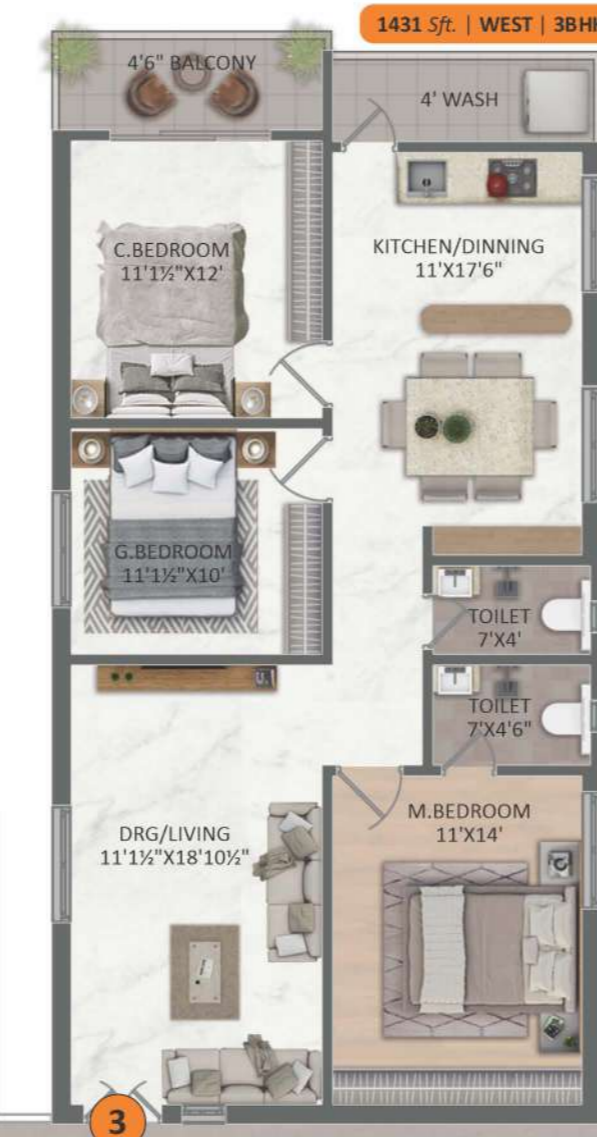 1431 Sft. | WEST | 3BHK
4'6" BALCONY
4' WASH
C.BEDROOM
11'1½"X12'
KITCHEN/DINNING
11'X17'6"
G.BEDROOM
11'1½"X10'
TOILET
7'X4'
TOILET
7'X4'6"
DRG/LIVING
11'1½"X18'10½"
M.BEDROOM
11'X14'
3